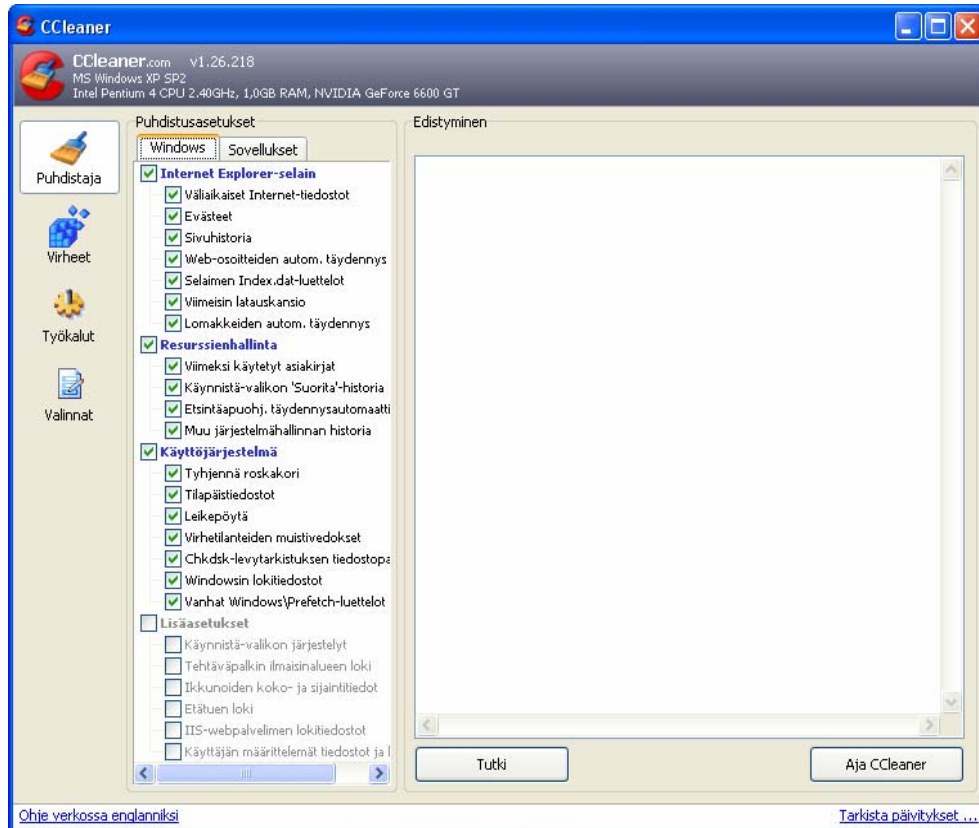 CCleaner
CCleaner.com v1.26.218
MS Windows XP SP2
Intel Pentium 4 CPU 2.40GHz, 1,0GB RAM, NVIDIA GeForce 6600 GT
Puhdistaja
Virheet
Työkalut
Valinnat
Puhdistusasetukset
Windows
Sovellukset
Internet Explorer-selain
Väliaikaiset Internet-tiedostot
Evästeet
Sivuhistoria
Web-osoitteiden autom. täydennys
Selaimen Index.dat-luettelot
Viimeisin latauskansio
Lomakkeiden autom. täydennys
Resurssienhallinta
Viimeksi käytetyt asiakirjat
Käynnistä-valikon 'Suorita'-historia
Etsintäapuohj. täydennysautomaatti
Muu järjestelmähallinnan historia
Käyttöjärjestelmä
Tyhjennä roskakori
Tilapäistiedostot
Leikepöytä
Virhetilanteiden muistivedokset
Chkdsk-levytarkistuksen tiedostopa
Windowsin lokitiedostot
Vanhat Windows\Prefetch-luettelot
Lisäasetukset
Käynnistä-valikon järjestelyt
Tehtäväpalkin ilmaisinalueen loki
Ikkunoiden koko- ja sijaintitiedot
Etätuen loki
IIS-webpalvelimen lokitiedostot
Käyttäjän määrittelemät tiedostot ja l
Edistyminen
Tutki
Aja CCleaner
Ohje verkossa englanniksi
Tarkista päivitykset ...